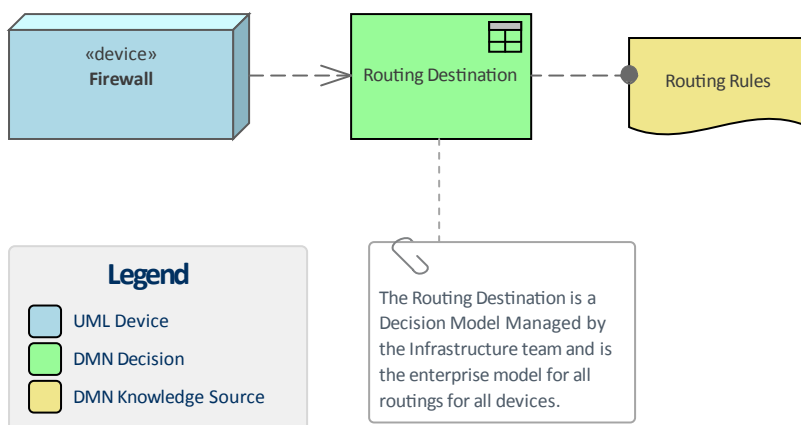 «device»
Firewall
Routing Destination
Routing Rules
Legend
UML Device
DMN Decision
DMN Knowledge Source
The Routing Destination is a
Decision Model Managed by
the Infrastructure team and is
the enterprise model for all
routings for all devices.